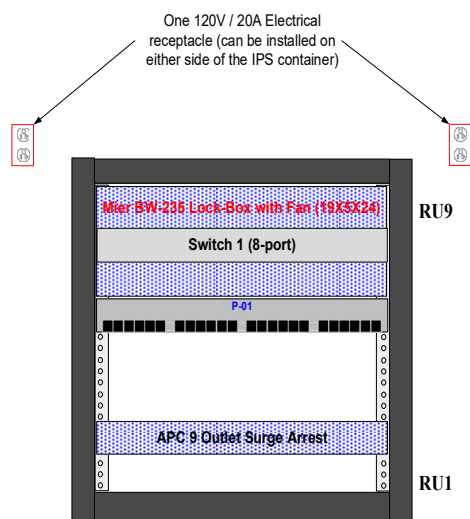 One 120V / 20A Electrical
receptacle (can be installed on
either side of the IPS container)
Mier BW-235 Lock-Box with Fan (19X5X24)
RU9
Switch 1 (8-port)
P-01
APC 9 Outlet Surge Arrest
RU1